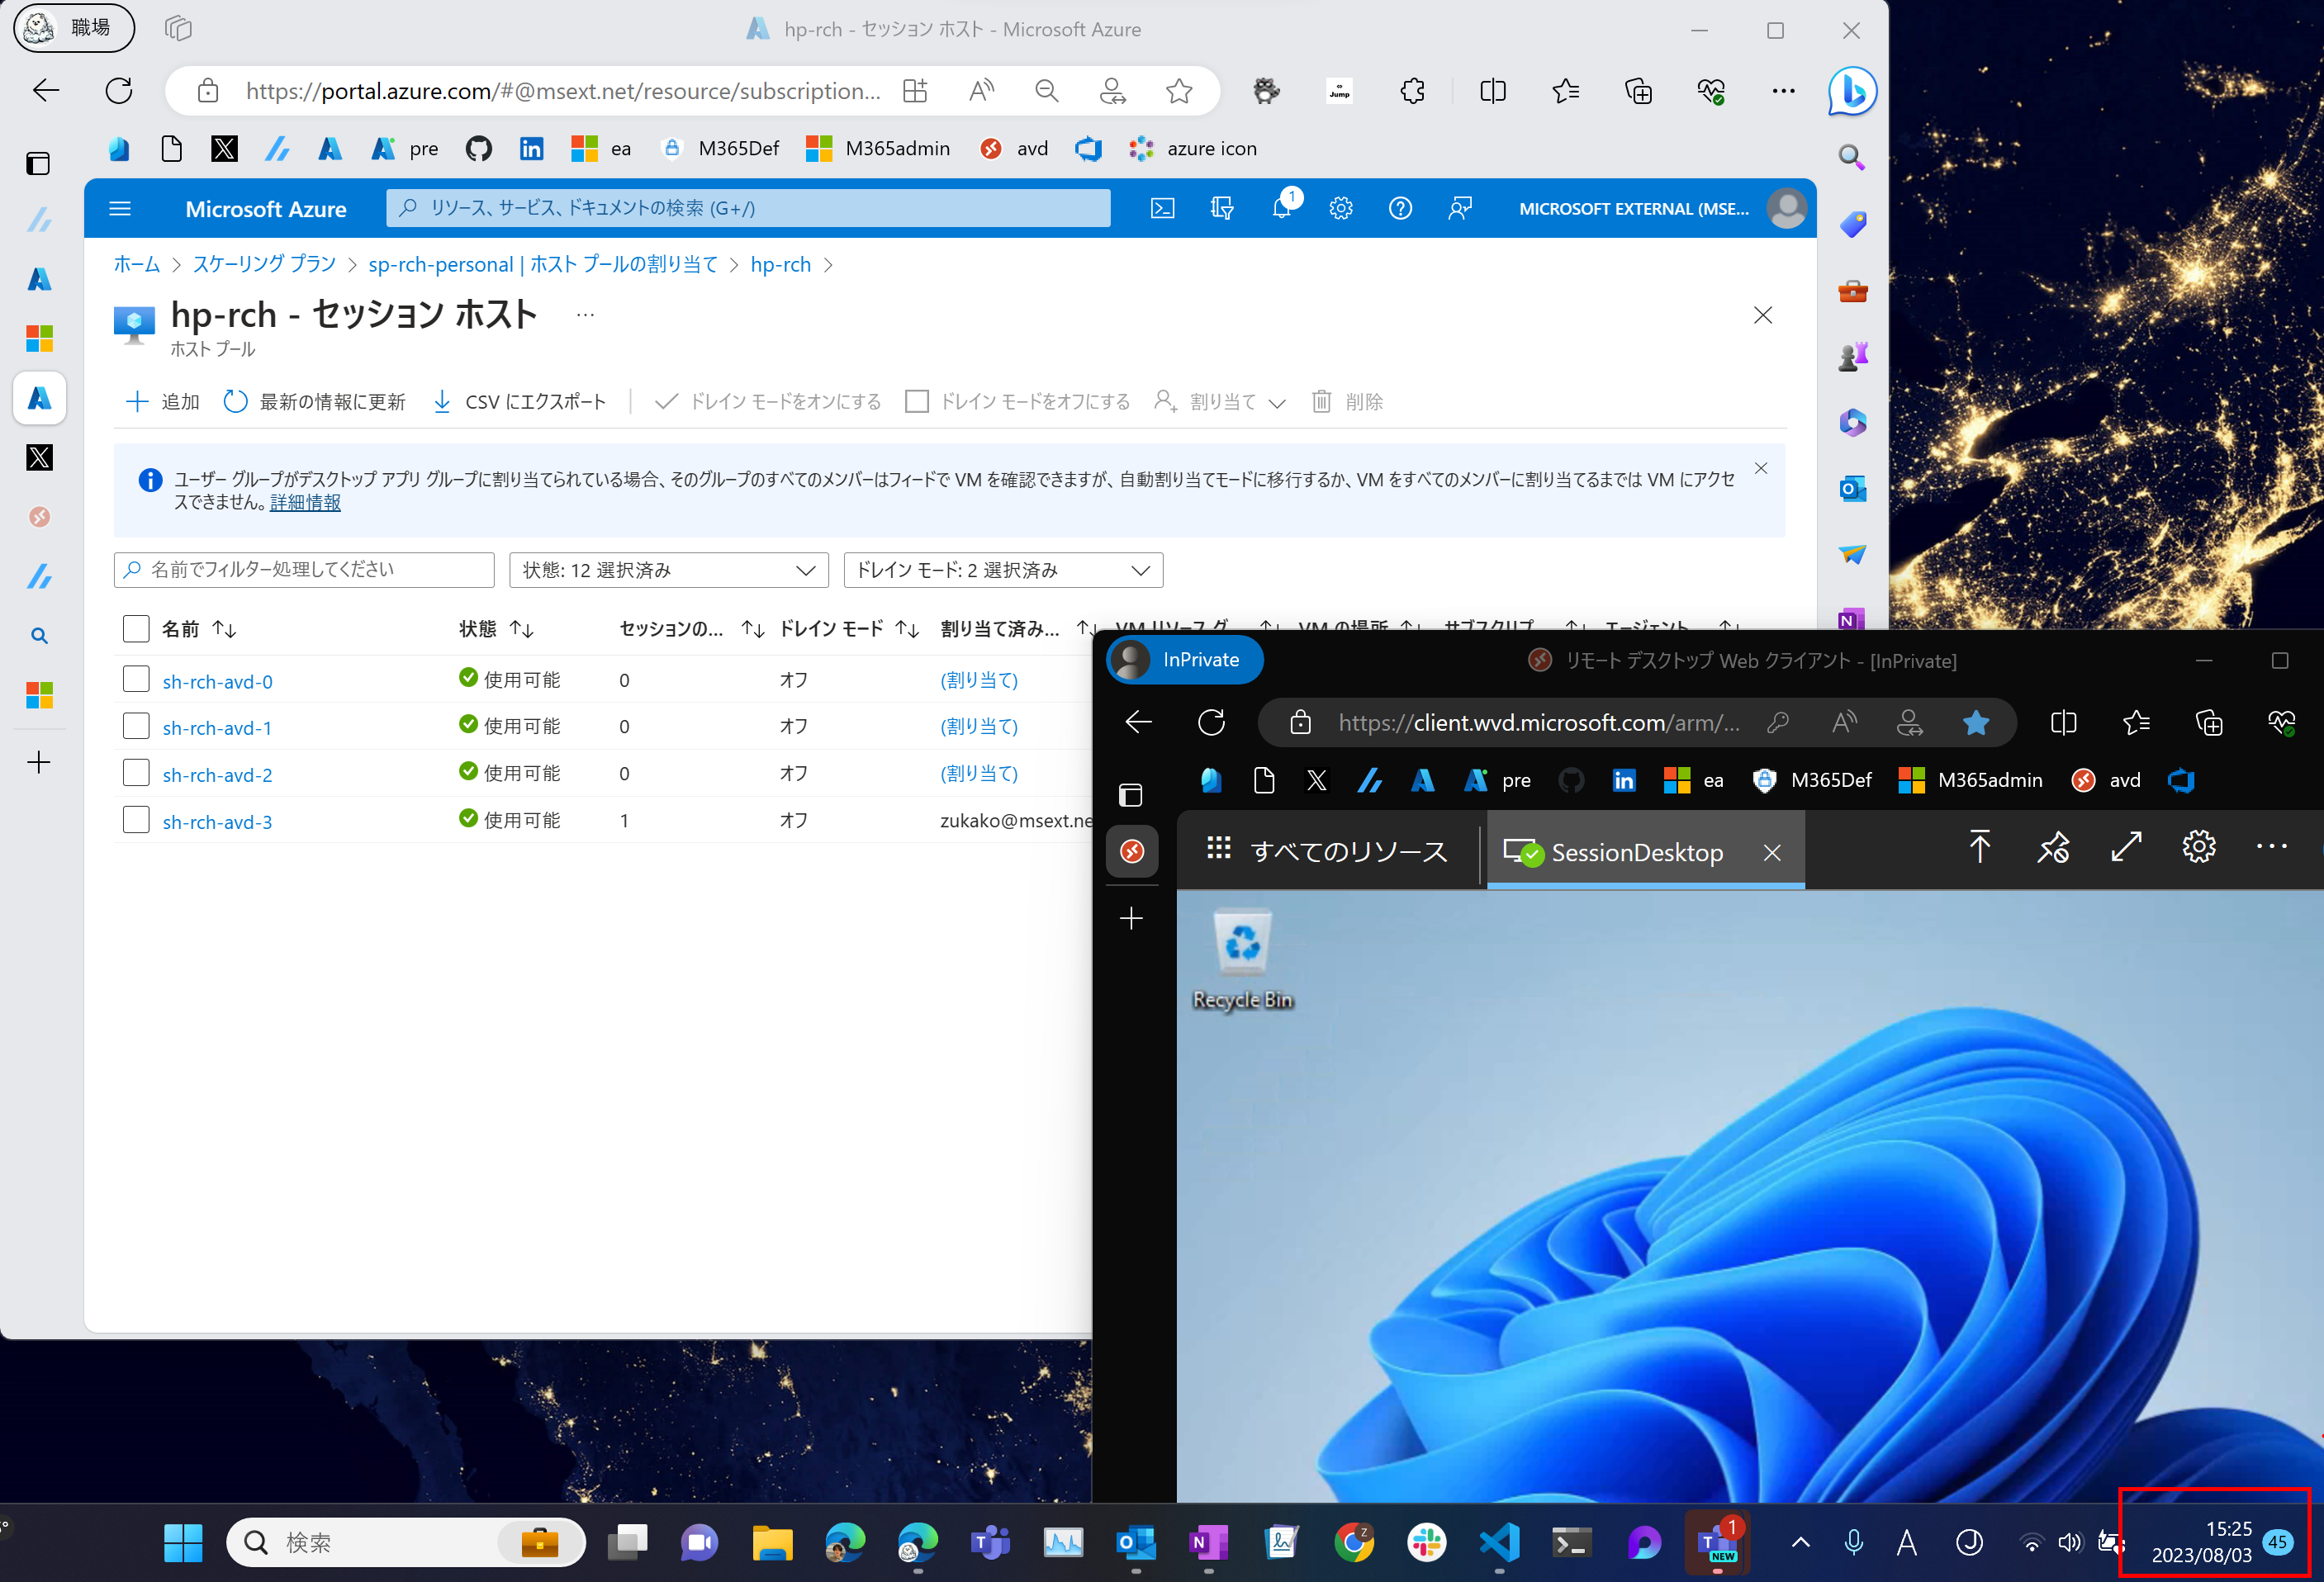 職場
hp-rch - セッション ホスト - Microsoft Azure
https://portal.azure.com/#@msext.net/resource/subscription...
Jump
pre
ea
M365Def
M365admin
avd
azure icon
Microsoft Azure
リソース、サービス、ドキュメントの検索 (G+/)
1
MICROSOFT EXTERNAL (MSE...
ホーム > スケーリング プラン > sp-rch-personal | ホスト プールの割り当て > hp-rch >
hp-rch - セッション ホスト ...
ホスト プール
追加
最新の情報に更新
CSV にエクスポート
ドレイン モードをオンにする
ドレイン モードをオフにする
割り当て
削除
ユーザー グループがデスクトップ アプリ グループに割り当てられている場合、そのグループのすべてのメンバーはフィードで VM を確認できますが、自動割り当てモードに移行するか、VM をすべてのメンバーに割り当てるまでは VM にアクセ
スできません。詳細情報
名前でフィルター処理してください
状態: 12 選択済み
ドレイン モード: 2 選択済み
名前 ↑↓ 状態 ↑↓ セッションの... ↑↓ ドレイン モード ↑↓ 割り当て済み... ↑↓
sh-rch-avd-0 使用可能 0 オフ (割り当て)
sh-rch-avd-1 使用可能 0 オフ (割り当て)
sh-rch-avd-2 使用可能 0 オフ (割り当て)
sh-rch-avd-3 使用可能 1 オフ zukako@msext.ne
InPrivate
リモート デスクトップ Web クライアント - [InPrivate]
https://client.wvd.microsoft.com/arm/...
pre
ea
M365Def
M365admin
avd
すべてのリソース
SessionDesktop
Recycle Bin
検索
1
NEW
A
15:25
2023/08/03
45